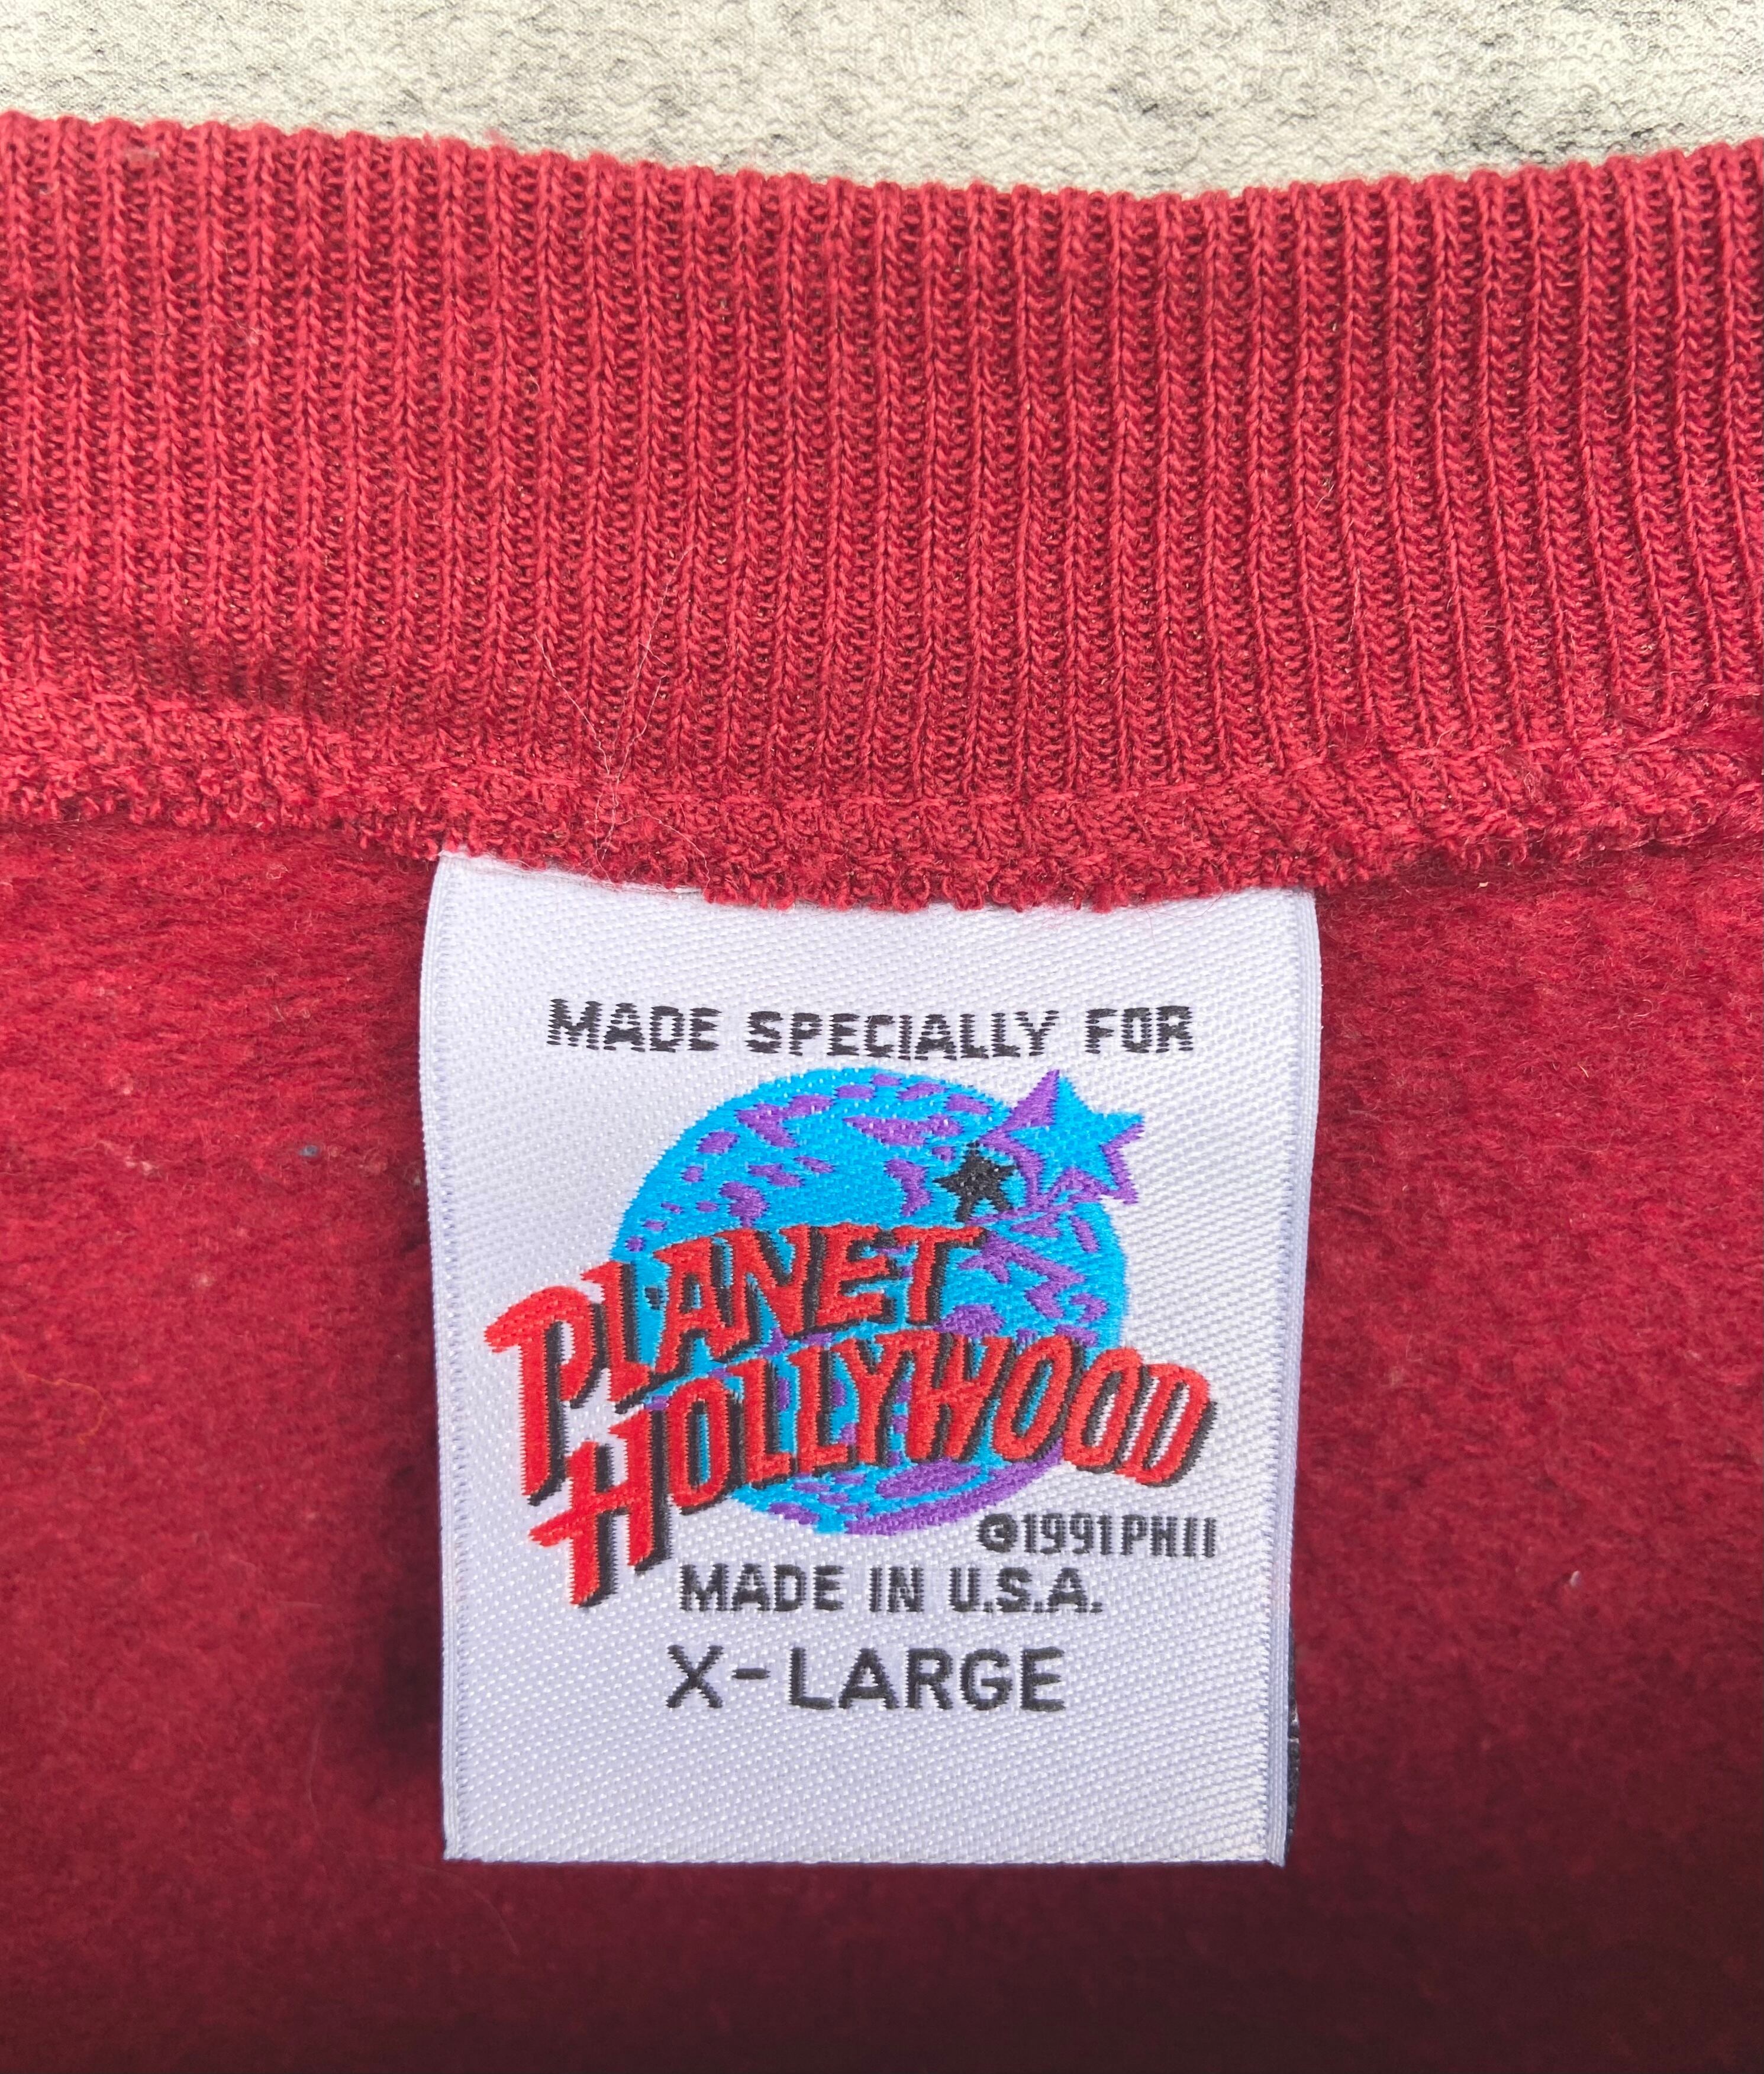 MADE SPECIALLY FOR
PLANET
HOLLYWOOD
©1991PHII
MADE IN U.S.A.
X-LARGE